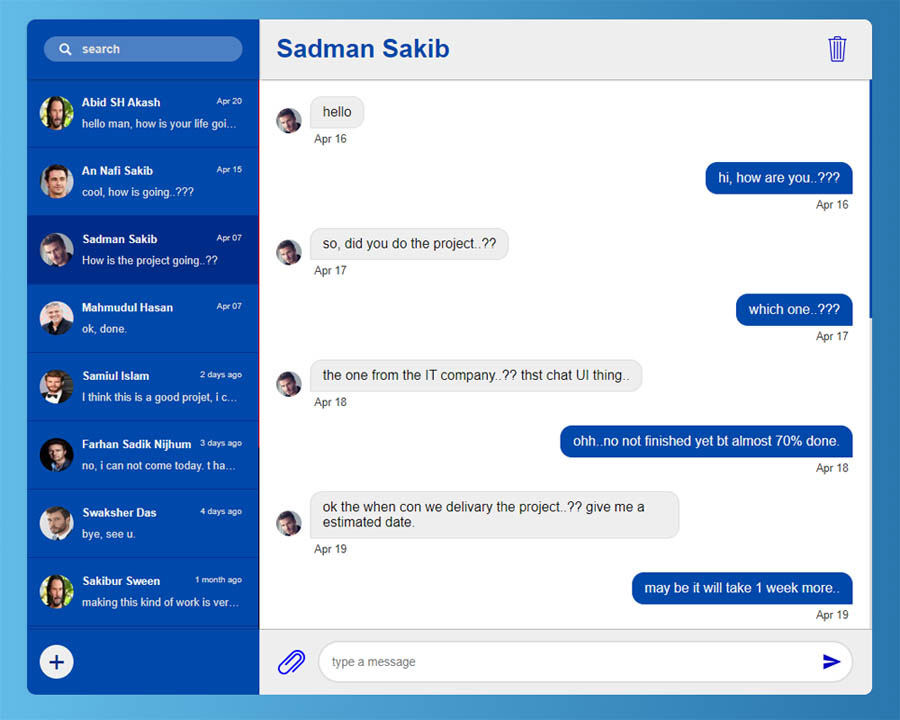 search
Abid SH Akash Apr 20
hello man, how is your life goi...
An Nafi Sakib Apr 15
cool, how is going..???
Sadman Sakib Apr 07
How is the project going..??
Mahmudul Hasan Apr 07
ok, done.
Samiul Islam 2 days ago
I think this is a good projet, i c...
Farhan Sadik Nijhum 3 days ago
no, i can not come today. t ha...
Swaksher Das 4 days ago
bye, see u.
Sakibur Sween 1 month ago
making this kind of work is ver...
Sadman Sakib
hello
Apr 16
hi, how are you..???
Apr 16
so, did you do the project..??
Apr 17
which one..???
Apr 17
the one from the IT company..?? thst chat UI thing..
Apr 18
ohh..no not finished yet bt almost 70% done.
Apr 18
ok the when con we delivary the project..?? give me a
estimated date.
Apr 19
may be it will take 1 week more..
Apr 19
type a message